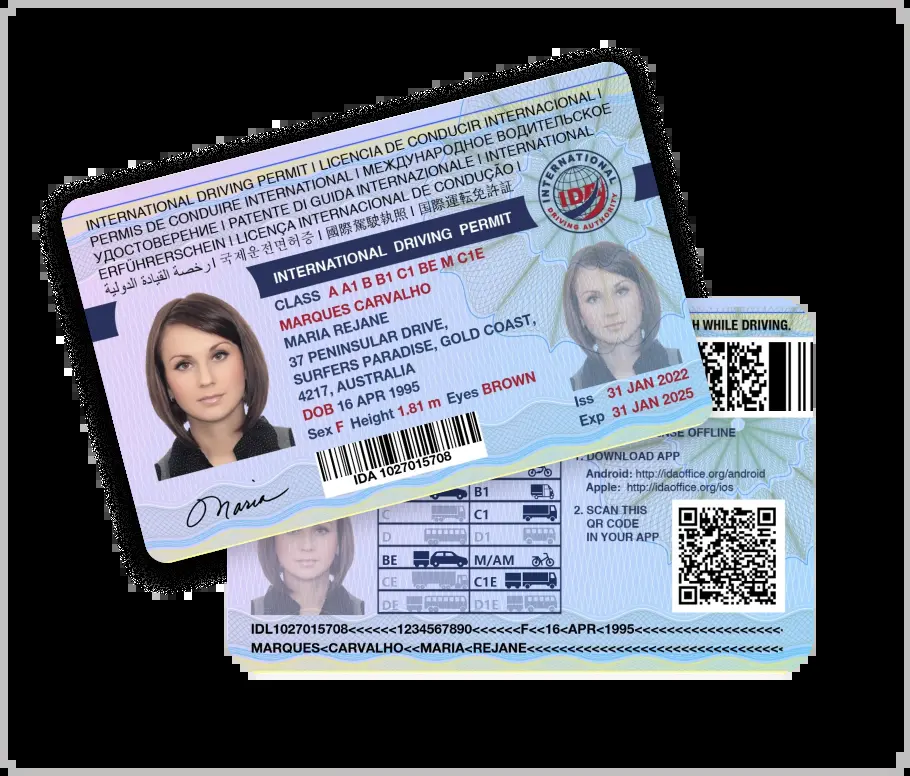 INTERNATIONAL DRIVING PERMIT I LICENCIA DE CONDUCIR INTERNACIONAL I
PERMIS DE CONDUIRE INTERNATIONAL I МЕЖДУНАРОДНОЕ ВОДИТЕЛЬСКОЕ
УДОСТОВЕРЕНИЕ I PATENTE DI GUIDA INTERNAZIONALE I INTERNATIONAL
ERFÜHRERSCHEIN I LICENÇA INTERNACIONAL DE CONDUÇÃO I
رخصة القيادة الدولية I 국제운전면허증 I 國際駕駛執照 I 国際運転免許証
INTERNATIONAL
IDA
DRIVING AUTHORITY
INTERNATIONAL DRIVING PERMIT
CLASS A A1 B B1 C1 BE M C1E
MARQUES CARVALHO
MARIA REJANE
37 PENINSULAR DRIVE,
SURFERS PARADISE, GOLD COAST,
4217, AUSTRALIA
DOB 16 APR 1995
Sex F Height 1.81 m Eyes BROWN
Iss 31 JAN 2022
Exp 31 JAN 2025
IDA 1027015708
Maria
H WHILE DRIVING.
OFFLINE
1. DOWNLOAD APP
Android: http://idaoffice.org/android
Apple: http://idaoffice.org/ios
2. SCAN THIS
QR CODE
IN YOUR APP
B1
C C1
D D1
BE M/AM
CE C1E
DE D1E
IDL1027015708<<<<<<1234567890<<<<<<F<<16<APR<1995<<<<<<<<<<<<<<<<<<
MARQUES<CARVALHO<<MARIA<REJANE<<<<<<<<<<<<<<<<<<<<<<<<<<<<<<<<